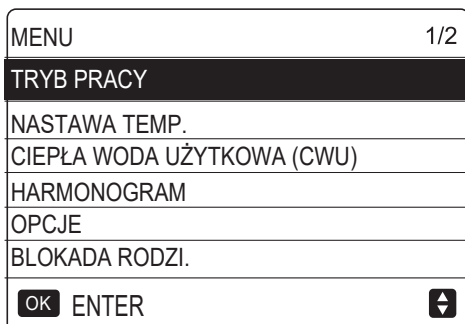 MENU 1/2
TRYB PRACY
NASTAWA TEMP.
CIEPŁA WODA UŻYTKOWA (CWU)
HARMONOGRAM
OPCJE
BLOKADA RODZI.
OK ENTER